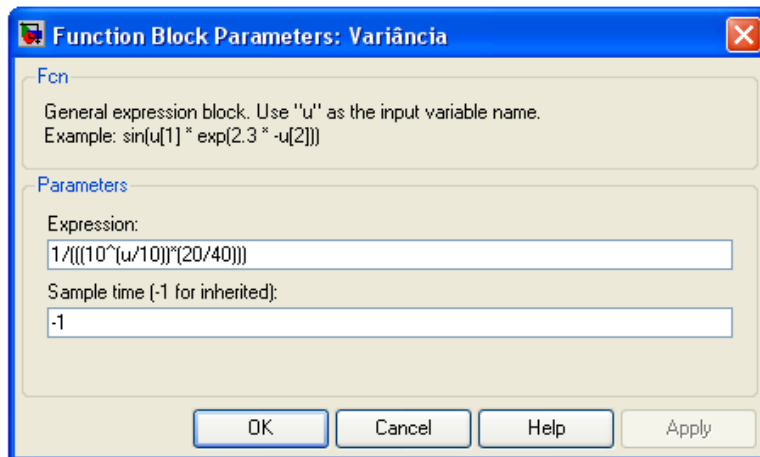 Function Block Parameters: Variância
Fcn
General expression block. Use "u" as the input variable name.
Example: sin(u[1] * exp(2.3 * -u[2]))
Parameters
Expression:
1/(((10^(u/10))*(20/40)))
Sample time (-1 for inherited):
-1
OK Cancel Help Apply